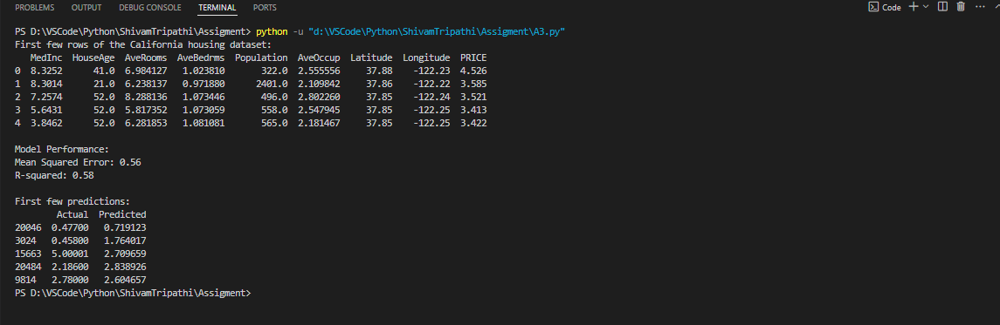 PROBLEMS OUTPUT DEBUG CONSOLE TERMINAL PORTS Code
PS D:\VSCode\Python\ShivamTripathi\Assigment> python -u "d:\VSCode\Python\ShivamTripathi\Assigment\A3.py"
First few rows of the California housing dataset:
MedInc HouseAge AveRooms AveBedrms Population AveOccup Latitude Longitude PRICE
0 8.3252 41.0 6.984127 1.023810 322.0 2.555556 37.88 -122.23 4.526
1 8.3014 21.0 6.238137 0.971880 2401.0 2.109842 37.86 -122.22 3.585
2 7.2574 52.0 8.288136 1.073446 496.0 2.802260 37.85 -122.24 3.521
3 5.6431 52.0 5.817352 1.073059 558.0 2.547945 37.85 -122.25 3.413
4 3.8462 52.0 6.281853 1.081081 565.0 2.181467 37.85 -122.25 3.422
Model Performance:
Mean Squared Error: 0.56
R-squared: 0.58
First few predictions:
Actual Predicted
20046 0.47700 0.719123
3024 0.45800 1.764017
15663 5.00001 2.709659
20484 2.18600 2.838926
9814 2.78000 2.604657
PS D:\VSCode\Python\ShivamTripathi\Assigment>